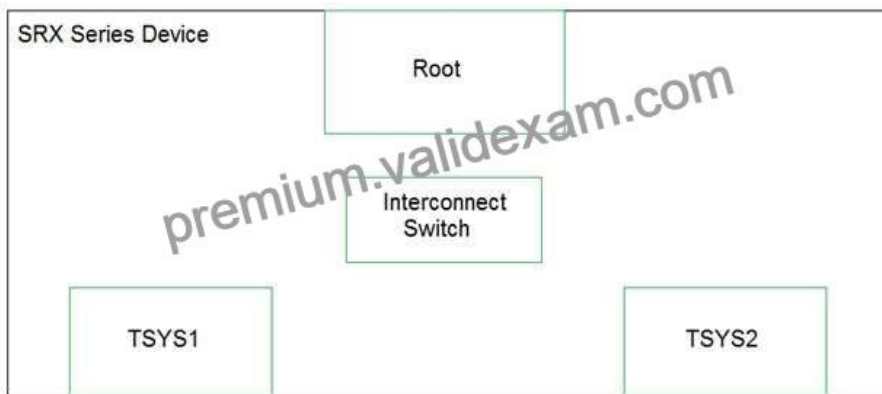 SRX Series Device
Root
premium.validexam.com
Interconnect
Switch
TSYS1
TSYS2